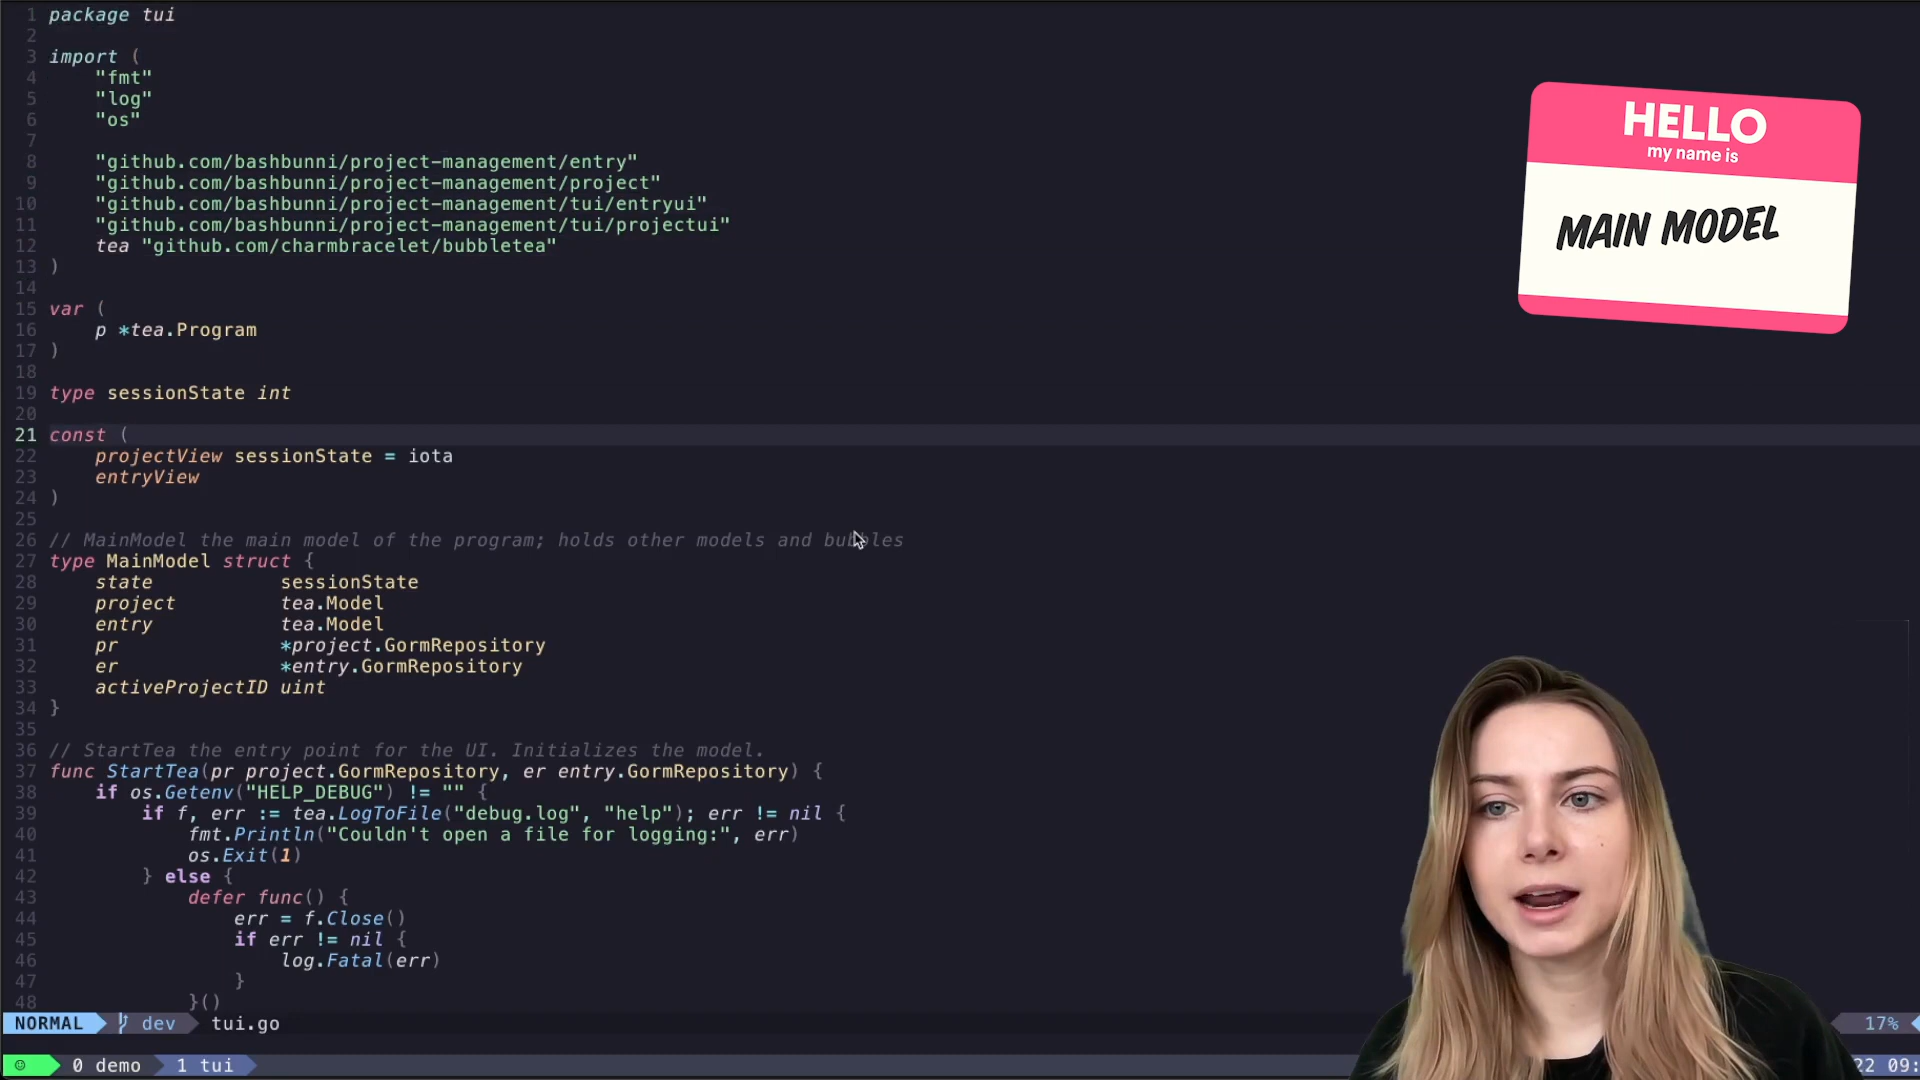 1 package tui
2
3 import (
4     "fmt"
5     "log"
6     "os"
7
8     "github.com/bashbunni/project-management/entry"
9     "github.com/bashbunni/project-management/project"
10     "github.com/bashbunni/project-management/tui/entryui"
11     "github.com/bashbunni/project-management/tui/projectui"
12     tea "github.com/charmbracelet/bubbletea"
13 )
14
15 var (
16     p *tea.Program
17 )
18
19 type sessionState int
20
21 const (
22     projectView sessionState = iota
23     entryView
24 )
25
26 // MainModel the main model of the program; holds other models and bubbles
27 type MainModel struct {
28     state           sessionState
29     project         tea.Model
30     entry           tea.Model
31     pr              *project.GormRepository
32     er              *entry.GormRepository
33     activeProjectID uint
34 }
35
36 // StartTea the entry point for the UI. Initializes the model.
37 func StartTea(pr project.GormRepository, er entry.GormRepository) {
38     if os.Getenv("HELP_DEBUG") != "" {
39         if f, err := tea.LogToFile("debug.log", "help"); err != nil {
40             fmt.Println("Couldn't open a file for logging:", err)
41             os.Exit(1)
42         } else {
43             defer func() {
44                 err = f.Close()
45                 if err != nil {
46                     log.Fatal(err)
47                 }
48             }()
NORMAL dev tui.go 17%
0 demo 1 tui 22 09:
HELLO
my name is
MAIN MODEL